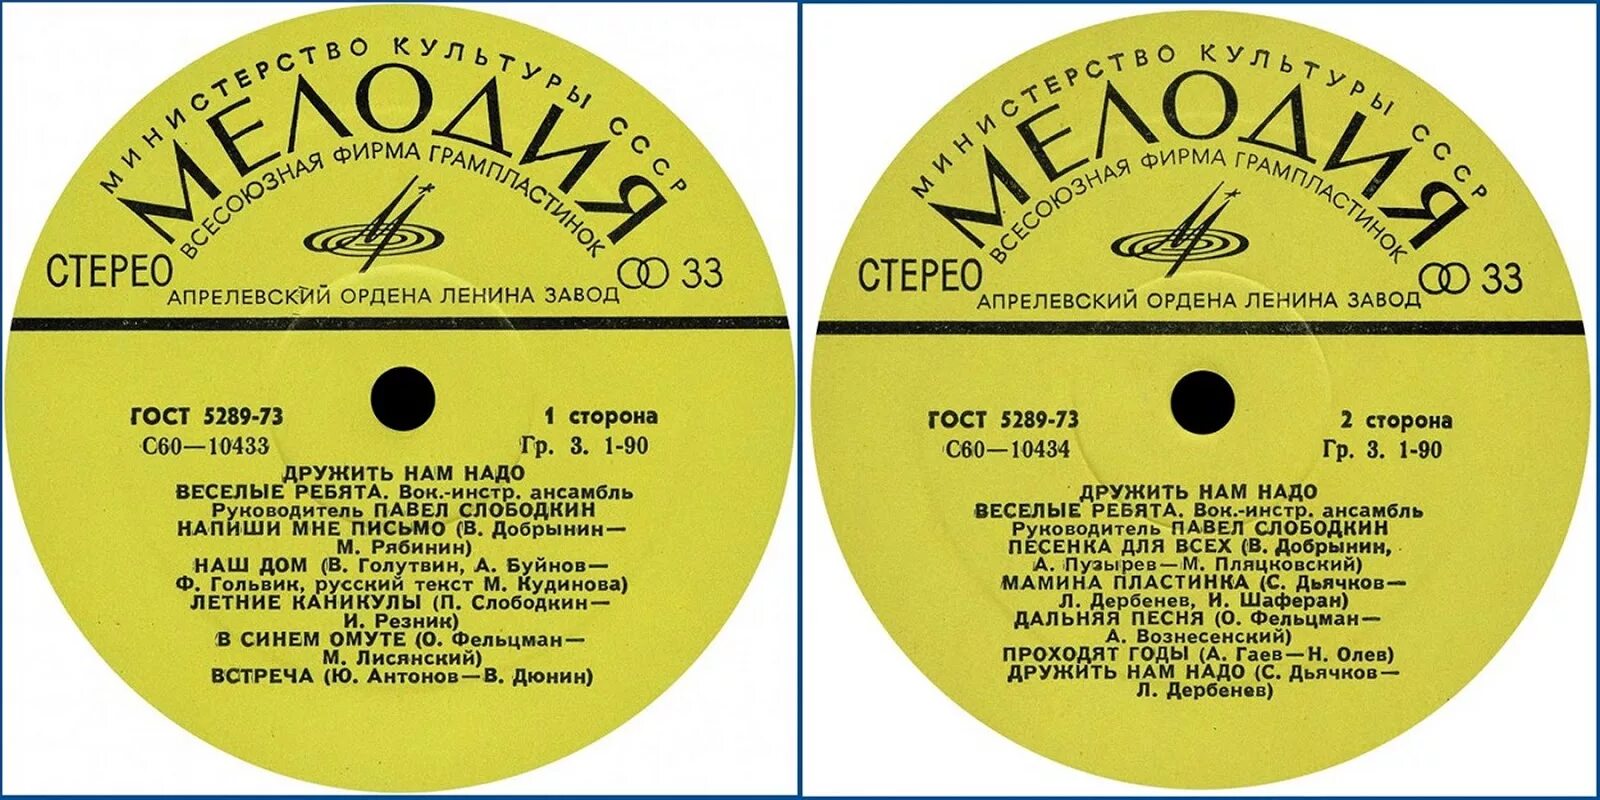 МИНИСТЕРСТВО КУЛЬТУРЫ СССР
МЕЛОДИЯ
ВСЕСОЮЗНАЯ ФИРМА ГРАМПЛАСТИНОК
СТЕРЕО
33
АПРЕЛЕВСКИЙ ОРДЕНА ЛЕНИНА ЗАВОД
ГОСТ 5289-73 1 сторона
С60—10433 Гр. 3. 1-90
ДРУЖИТЬ НАМ НАДО
ВЕСЕЛЫЕ РЕБЯТА. Вок.-инстр. ансамбль
Руководитель ПАВЕЛ СЛОБОДКИН
НАПИШИ МНЕ ПИСЬМО (В. Добрынин—
М. Рябинин)
НАШ ДОМ (В. Голутвин, А. Буйнов—
Ф. Гольвик, русский текст М. Кудинова)
ЛЕТНИЕ КАНИКУЛЫ (П. Слободкин—
И. Резник)
В СИНЕМ ОМУТЕ (О. Фельцман—
М. Лисянский)
ВСТРЕЧА (Ю. Антонов—В. Дюнин)
МИНИСТЕРСТВО КУЛЬТУРЫ СССР
МЕЛОДИЯ
ВСЕСОЮЗНАЯ ФИРМА ГРАМПЛАСТИНОК
СТЕРЕО
33
АПРЕЛЕВСКИЙ ОРДЕНА ЛЕНИНА ЗАВОД
ГОСТ 5289-73 2 сторона
С60—10434 Гр. 3. 1-90
ДРУЖИТЬ НАМ НАДО
ВЕСЕЛЫЕ РЕБЯТА. Вок.-инстр. ансамбль
Руководитель ПАВЕЛ СЛОБОДКИН
ПЕСЕНКА ДЛЯ ВСЕХ (В. Добрынин,
А. Пузырев—М. Пляцковский)
МАМИНА ПЛАСТИНКА (С. Дьячков—
Л. Дербенев, И. Шаферан)
ДАЛЬНЯЯ ПЕСНЯ (О. Фельцман—
А. Вознесенский)
ПРОХОДЯТ ГОДЫ (А. Гаев—Н. Олев)
ДРУЖИТЬ НАМ НАДО (С. Дьячков—
Л. Дербенев)